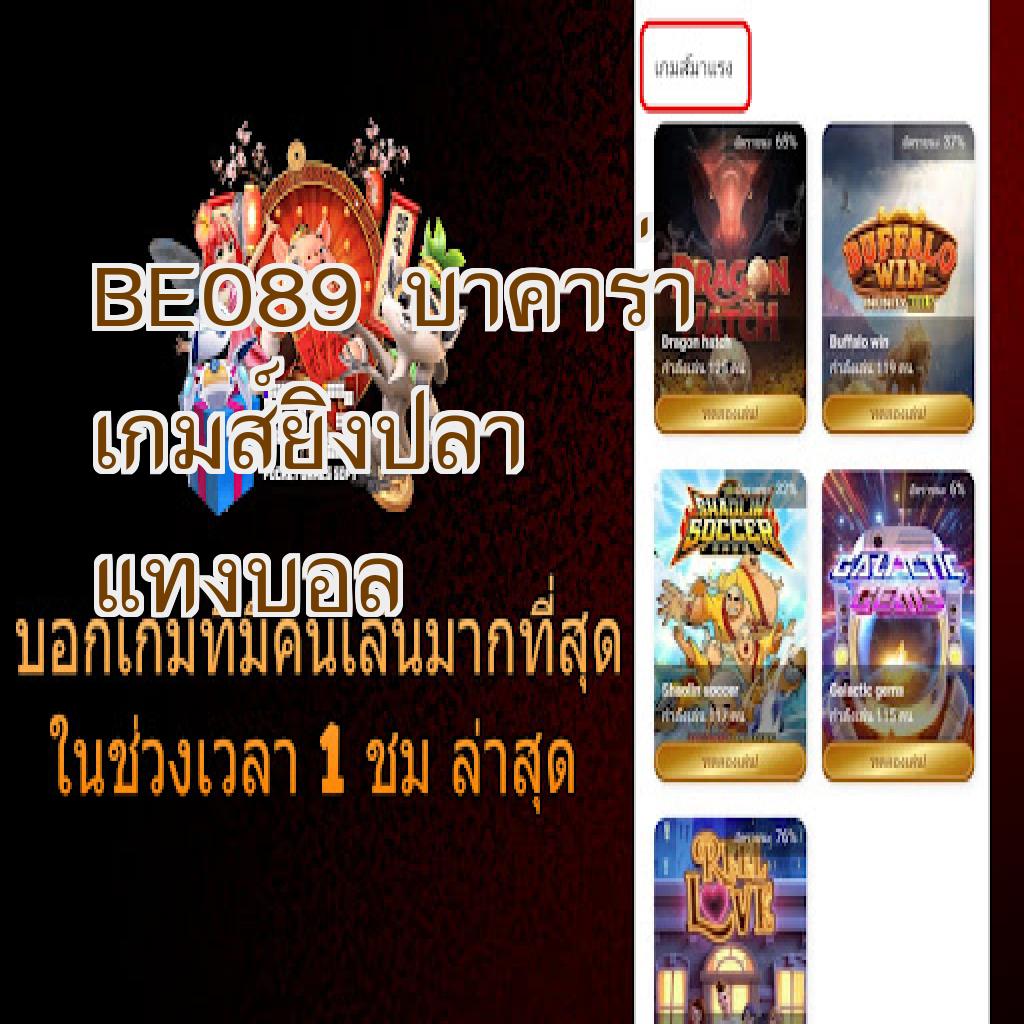 BE089 บาคาร่า
เกมส์ยิงปลา
แทงบอล
บอกเกมที่มีคนเล่นมากที่สุด
ในช่วงเวลา 1 ชม ล่าสุด
เกมส์มาแรง
อัตราชนะ 68%
DRAGON
HATCH
Dragon hatch
กำลังเล่น 125 คน
ทดลองเล่น!
อัตราชนะ 37%
BUFFALO
WIN
Buffalo win
กำลังเล่น 119 คน
ทดลองเล่น!
SHAOLIN
SOCCER
Shaolin soccer
กำลังเล่น 117 คน
ทดลองเล่น!
อัตราชนะ 6%
GALACTIC
GEMS
Galactic gems
กำลังเล่น 115 คน
ทดลองเล่น!
อัตราชนะ 76%
REEL
LOVE